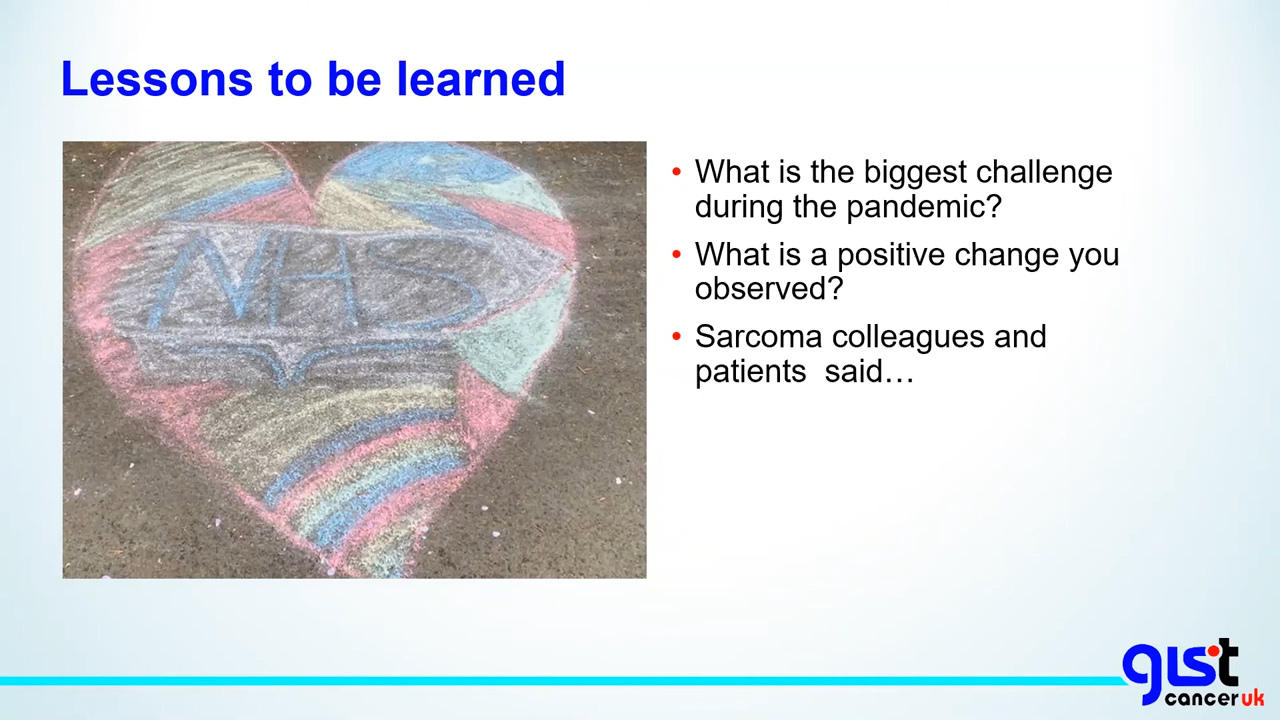 Lessons to be learned
NHS
• What is the biggest challenge
during the pandemic?
• What is a positive change you
observed?
• Sarcoma colleagues and
patients  said…
gist
cancer uk